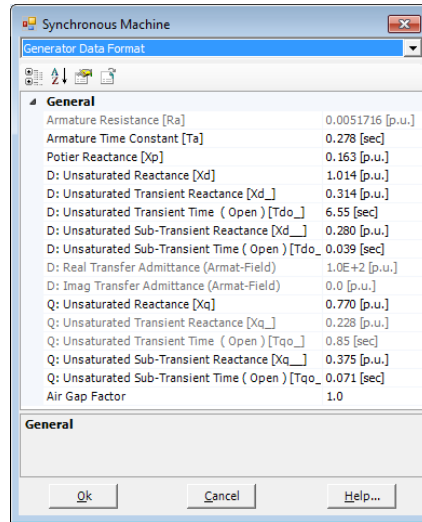 Synchronous Machine
Generator Data Format
General
Armature Resistance [Ra] 0.0051716 [p.u.]
Armature Time Constant [Ta] 0.278 [sec]
Potier Reactance [Xp] 0.163 [p.u.]
D: Unsaturated Reactance [Xd] 1.014 [p.u.]
D: Unsaturated Transient Reactance [Xd_] 0.314 [p.u.]
D: Unsaturated Transient Time ( Open ) [Tdo_] 6.55 [sec]
D: Unsaturated Sub-Transient Reactance [Xd__] 0.280 [p.u.]
D: Unsaturated Sub-Transient Time ( Open ) [Tdo_ 0.039 [sec]
D: Real Transfer Admittance (Armat-Field) 1.0E+2 [p.u.]
D: Imag Transfer Admittance (Armat-Field) 0.0 [p.u.]
Q: Unsaturated Reactance [Xq] 0.770 [p.u.]
Q: Unsaturated Transient Reactance [Xq_] 0.228 [p.u.]
Q: Unsaturated Transient Time ( Open ) [Tqo_] 0.85 [sec]
Q: Unsaturated Sub-Transient Reactance [Xq__] 0.375 [p.u.]
Q: Unsaturated Sub-Transient Time ( Open ) [Tqo_ 0.071 [sec]
Air Gap Factor 1.0
General
Ok Cancel Help...